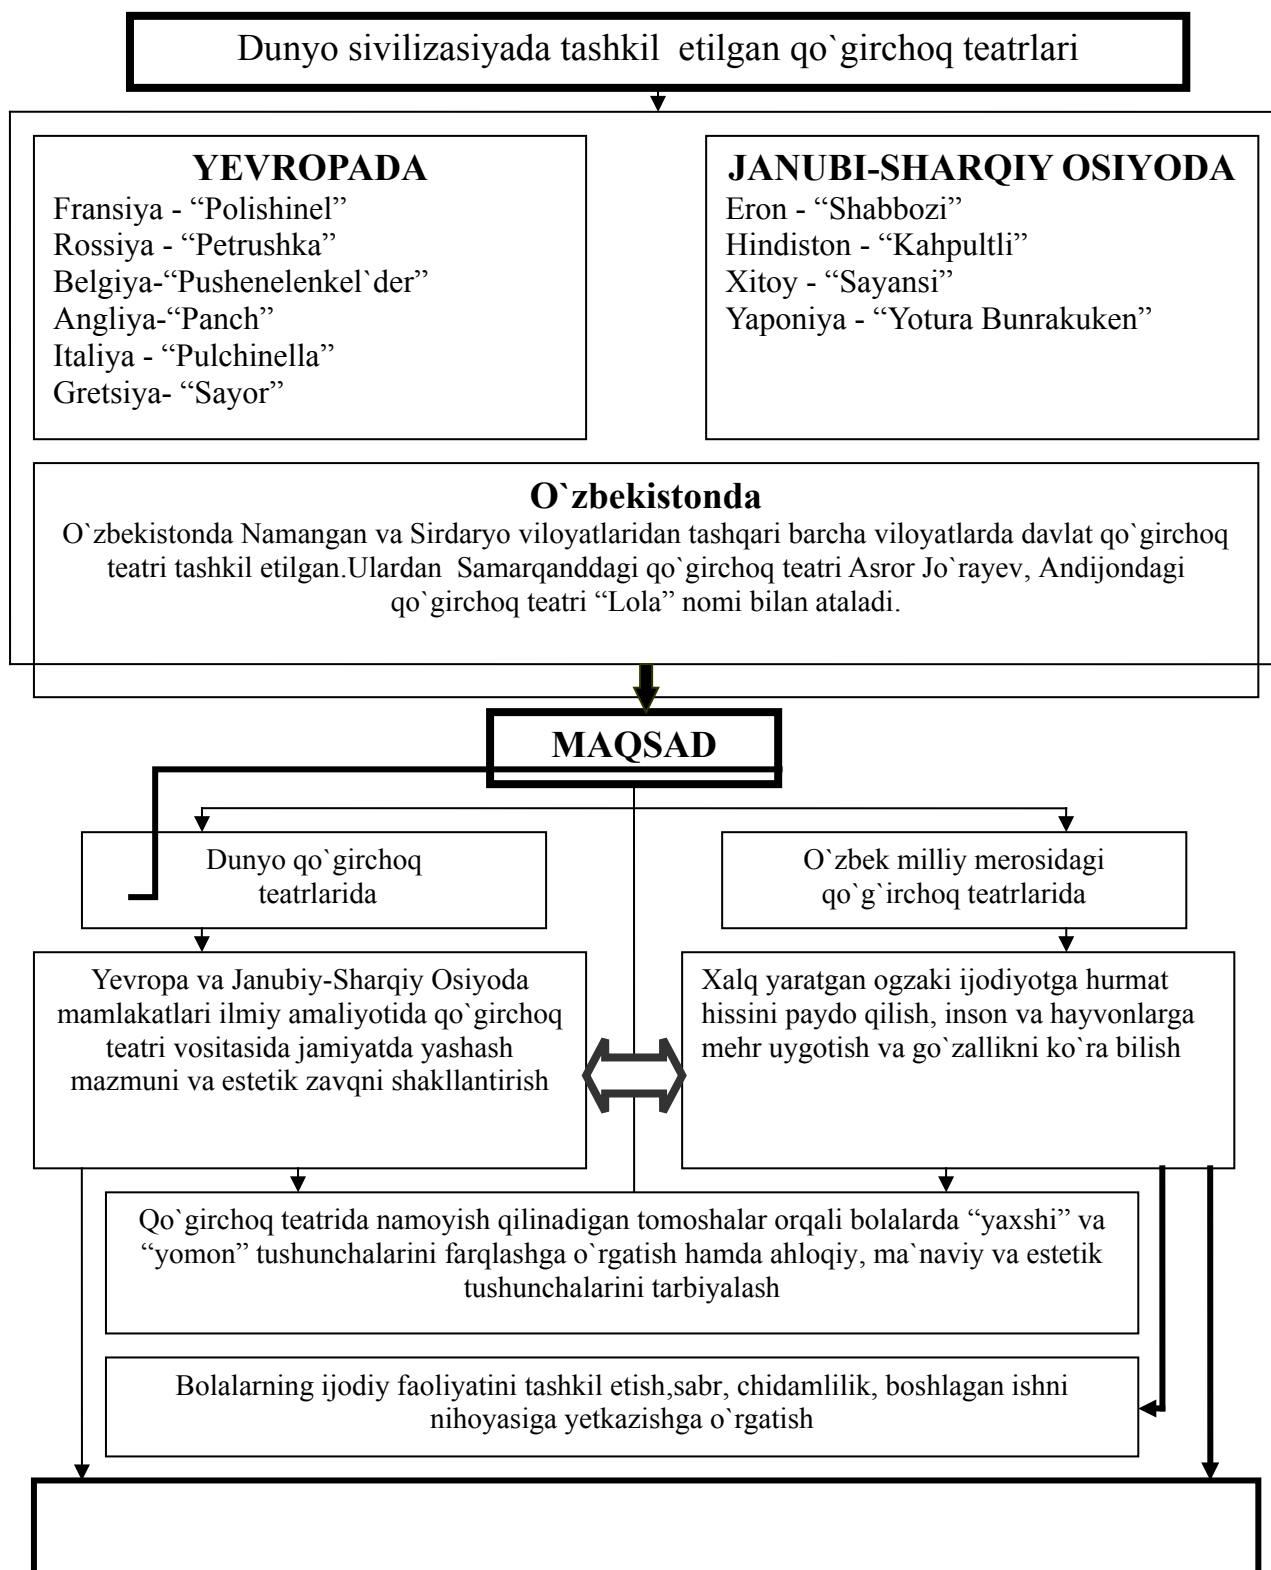 Dunyo sivilizasiyada tashkil  etilgan qo`girchoq teatrlari
YEVROPADA
Fransiya - “Polishinel”
Rossiya - “Petrushka”
Belgiya-“Pushenelenkel`der”
Angliya-“Panch”
Italiya - “Pulchinella”
Gretsiya- “Sayor”
JANUBI-SHARQIY OSIYODA
Eron - “Shabbozi”
Hindiston - “Kahpultli”
Xitoy - “Sayansi”
Yaponiya - “Yotura Bunrakuken”
O`zbekistonda
O`zbekistonda Namangan va Sirdaryo viloyatlaridan tashqari barcha viloyatlarda davlat qo`girchoq
teatri tashkil etilgan.Ulardan  Samarqanddagi qo`girchoq teatri Asror Jo`rayev, Andijondagi
qo`girchoq teatri “Lola” nomi bilan ataladi.
MAQSAD
Dunyo qo`girchoq
teatrlarida
O`zbek milliy merosidagi
qo`g`irchoq teatrlarida
Yevropa va Janubiy-Sharqiy Osiyoda
mamlakatlari ilmiy amaliyotida qo`girchoq
teatri vositasida jamiyatda yashash
mazmuni va estetik zavqni shakllantirish
Xalq yaratgan ogzaki ijodiyotga hurmat
hissini paydo qilish, inson va hayvonlarga
mehr uygotish va go`zallikni ko`ra bilish
Qo`girchoq teatrida namoyish qilinadigan tomoshalar orqali bolalarda “yaxshi” va
“yomon” tushunchalarini farqlashga o`rgatish hamda ahloqiy, ma`naviy va estetik
tushunchalarini tarbiyalash
Bolalarning ijodiy faoliyatini tashkil etish,sabr, chidamlilik, boshlagan ishni
nihoyasiga yetkazishga o`rgatish